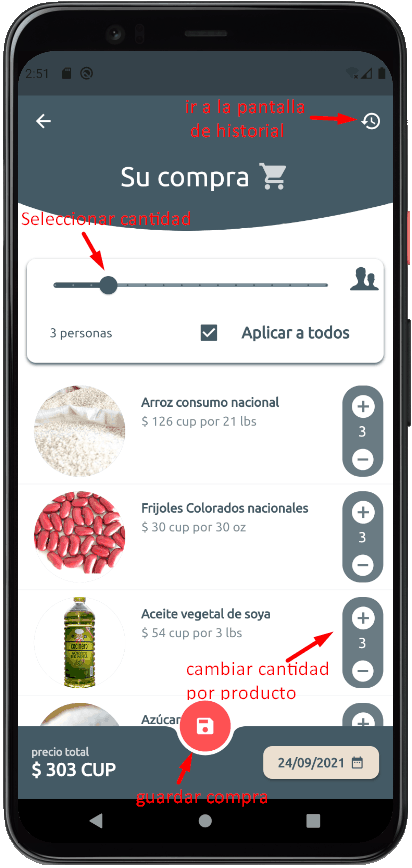 2:51
ir a la pantalla
de historial
Su compra
Seleccionar cantidad
3 personas
Aplicar a todos
Arroz consumo nacional
$ 126 cup por 21 lbs
3
Frijoles Colorados nacionales
$ 30 cup por 30 oz
3
Aceite vegetal de soya
$ 54 cup por 3 lbs
3
cambiar cantidad
por producto
Azúcar
precio total
$ 303 CUP
24/09/2021
guardar compra